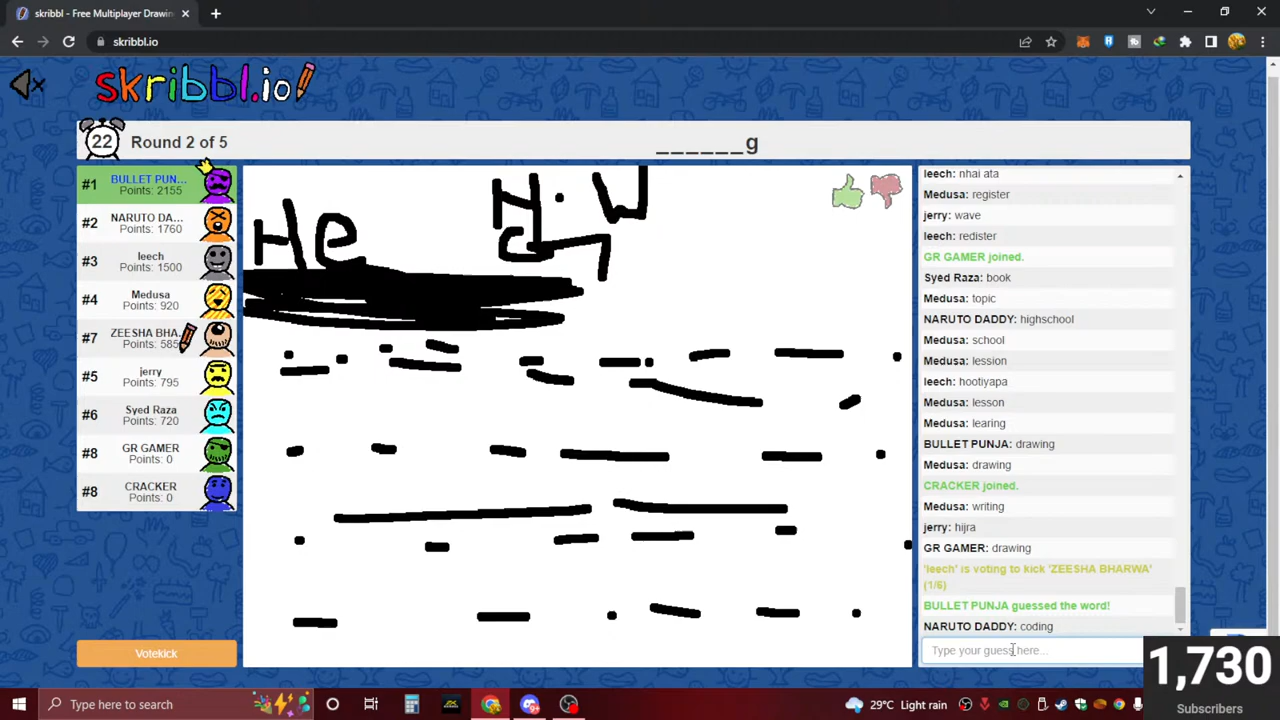 skribbl - Free Multiplayer Drawin
skribbl.io
skribbl.io
22
Round 2 of 5
______g
#1 BULLET PUN...
Points: 2155
#2 NARUTO DA...
Points: 1760
#3 leech
Points: 1500
#4 Medusa
Points: 920
#7 ZEESHA BHA...
Points: 585
#5 jerry
Points: 795
#6 Syed Raza
Points: 720
#8 GR GAMER
Points: 0
#8 CRACKER
Points: 0
Votekick
He
H.W
leech: nhai ata
Medusa: register
jerry: wave
leech: redister
GR GAMER joined.
Syed Raza: book
Medusa: topic
NARUTO DADDY: highschool
Medusa: school
Medusa: lession
leech: hootiyapa
Medusa: lesson
Medusa: learing
BULLET PUNJA: drawing
Medusa: drawing
CRACKER joined.
Medusa: writing
jerry: hijra
GR GAMER: drawing
'leech' is voting to kick 'ZEESHA BHARWA'
(1/6)
BULLET PUNJA guessed the word!
NARUTO DADDY: coding
Type your guess here...
1,730
Subscribers
Type here to search
29°C Light rain